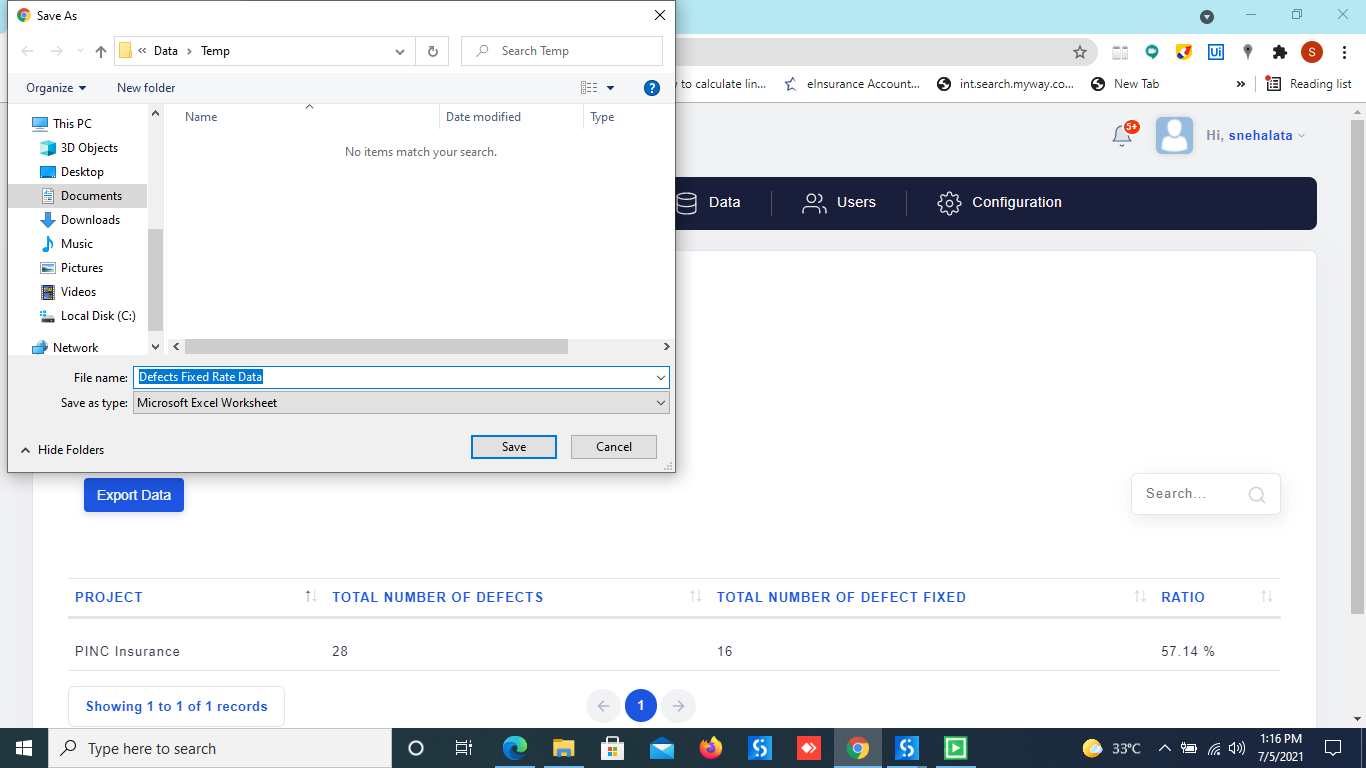 Save As
Data
Temp
Search Temp
Organize
New folder
Name
Date modified
Type
No items match your search.
This PC
3D Objects
Desktop
Documents
Downloads
Music
Pictures
Videos
Local Disk (C:)
Network
File name:
Defects Fixed Rate Data
Save as type:
Microsoft Excel Worksheet
Hide Folders
Save
Cancel
S
Ui
to calculate lin...
eInsurance Account...
int.search.myway.co...
New Tab
Reading list
5+
Hi, snehalata
Data
Users
Configuration
Export Data
Search...
PROJECT
TOTAL NUMBER OF DEFECTS
TOTAL NUMBER OF DEFECT FIXED
RATIO
PINC Insurance
28
16
57.14 %
Showing 1 to 1 of 1 records
1
Type here to search
33°C
1:16 PM
7/5/2021